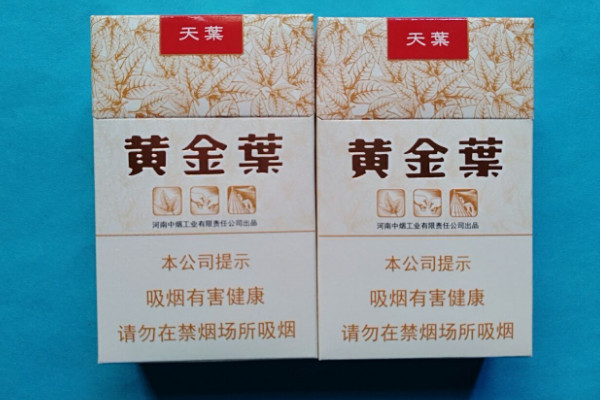 天葉
黄金葉
河南中烟工业有限责任公司出品
本公司提示
吸烟有害健康
请勿在禁烟场所吸烟
天葉
黄金葉
河南中烟工业有限责任公司出品
本公司提示
吸烟有害健康
请勿在禁烟场所吸烟